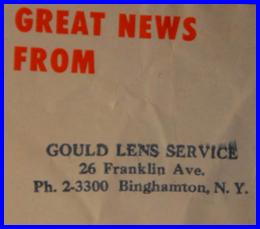 GREAT NEWS
FROM
GOULD LENS SERVICE
26 Franklin Ave.
Ph. 2-3300 Binghamton, N. Y.